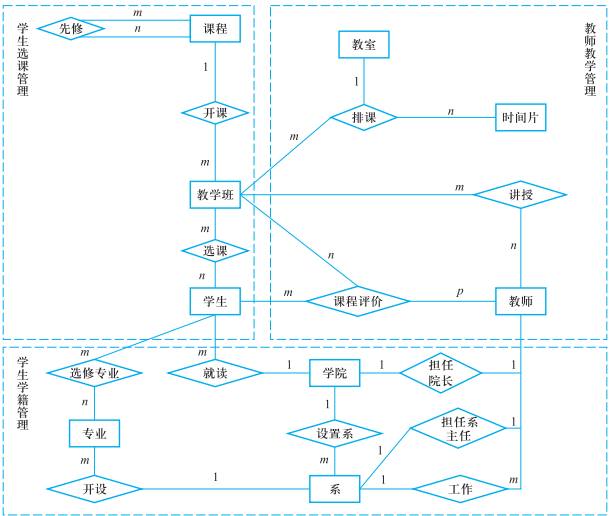 学生选课管理
教师教学管理
m
先修
n
课程
1
开课
m
教学班
m
选课
n
学生
教室
1
排课
n
时间片
m
m
讲授
n
n
m
课程评价
p
教师
学生学籍管理
m
选修专业
n
专业
m
开设
1
m
就读
1
学院
1
担任
院长
1
1
设置系
m
系
1
担任系
主任
1
1
工作
m